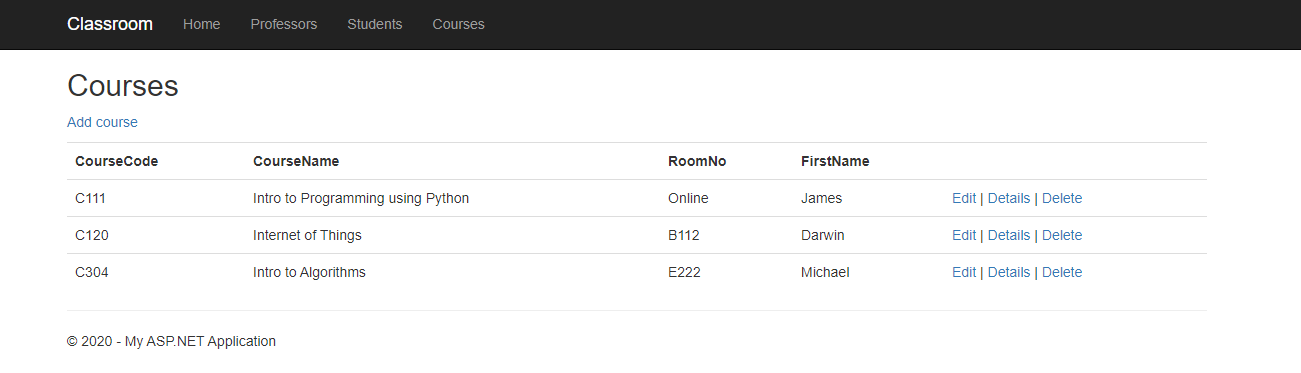 Classroom Home Professors Students Courses
Courses
Add course
CourseCode CourseName RoomNo FirstName
C111 Intro to Programming using Python Online James Edit | Details | Delete
C120 Internet of Things B112 Darwin Edit | Details | Delete
C304 Intro to Algorithms E222 Michael Edit | Details | Delete
© 2020 - My ASP.NET Application